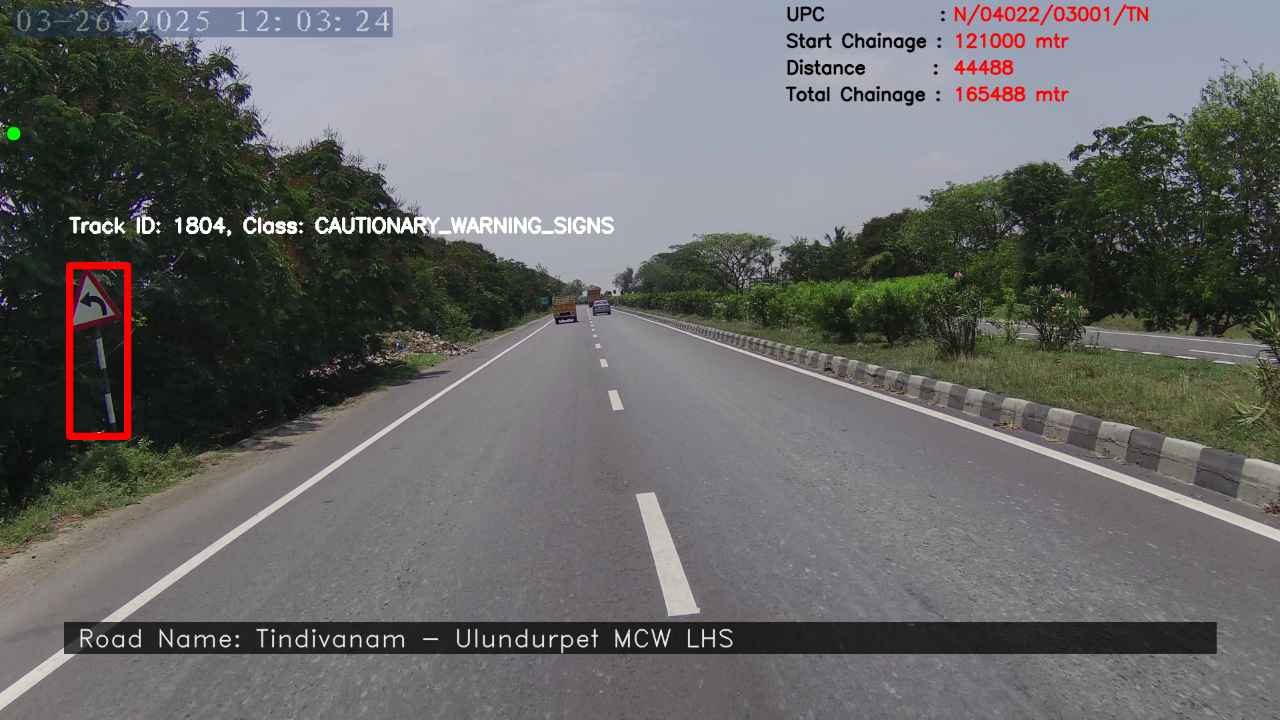 03-26-2025 12:03:24
UPC : N/04022/03001/TN
Start Chainage : 121000 mtr
Distance : 44488
Total Chainage : 165488 mtr
Track ID: 1804, Class: CAUTIONARY_WARNING_SIGNS
Road Name: Tindivanam - Ulundurpet MCW LHS